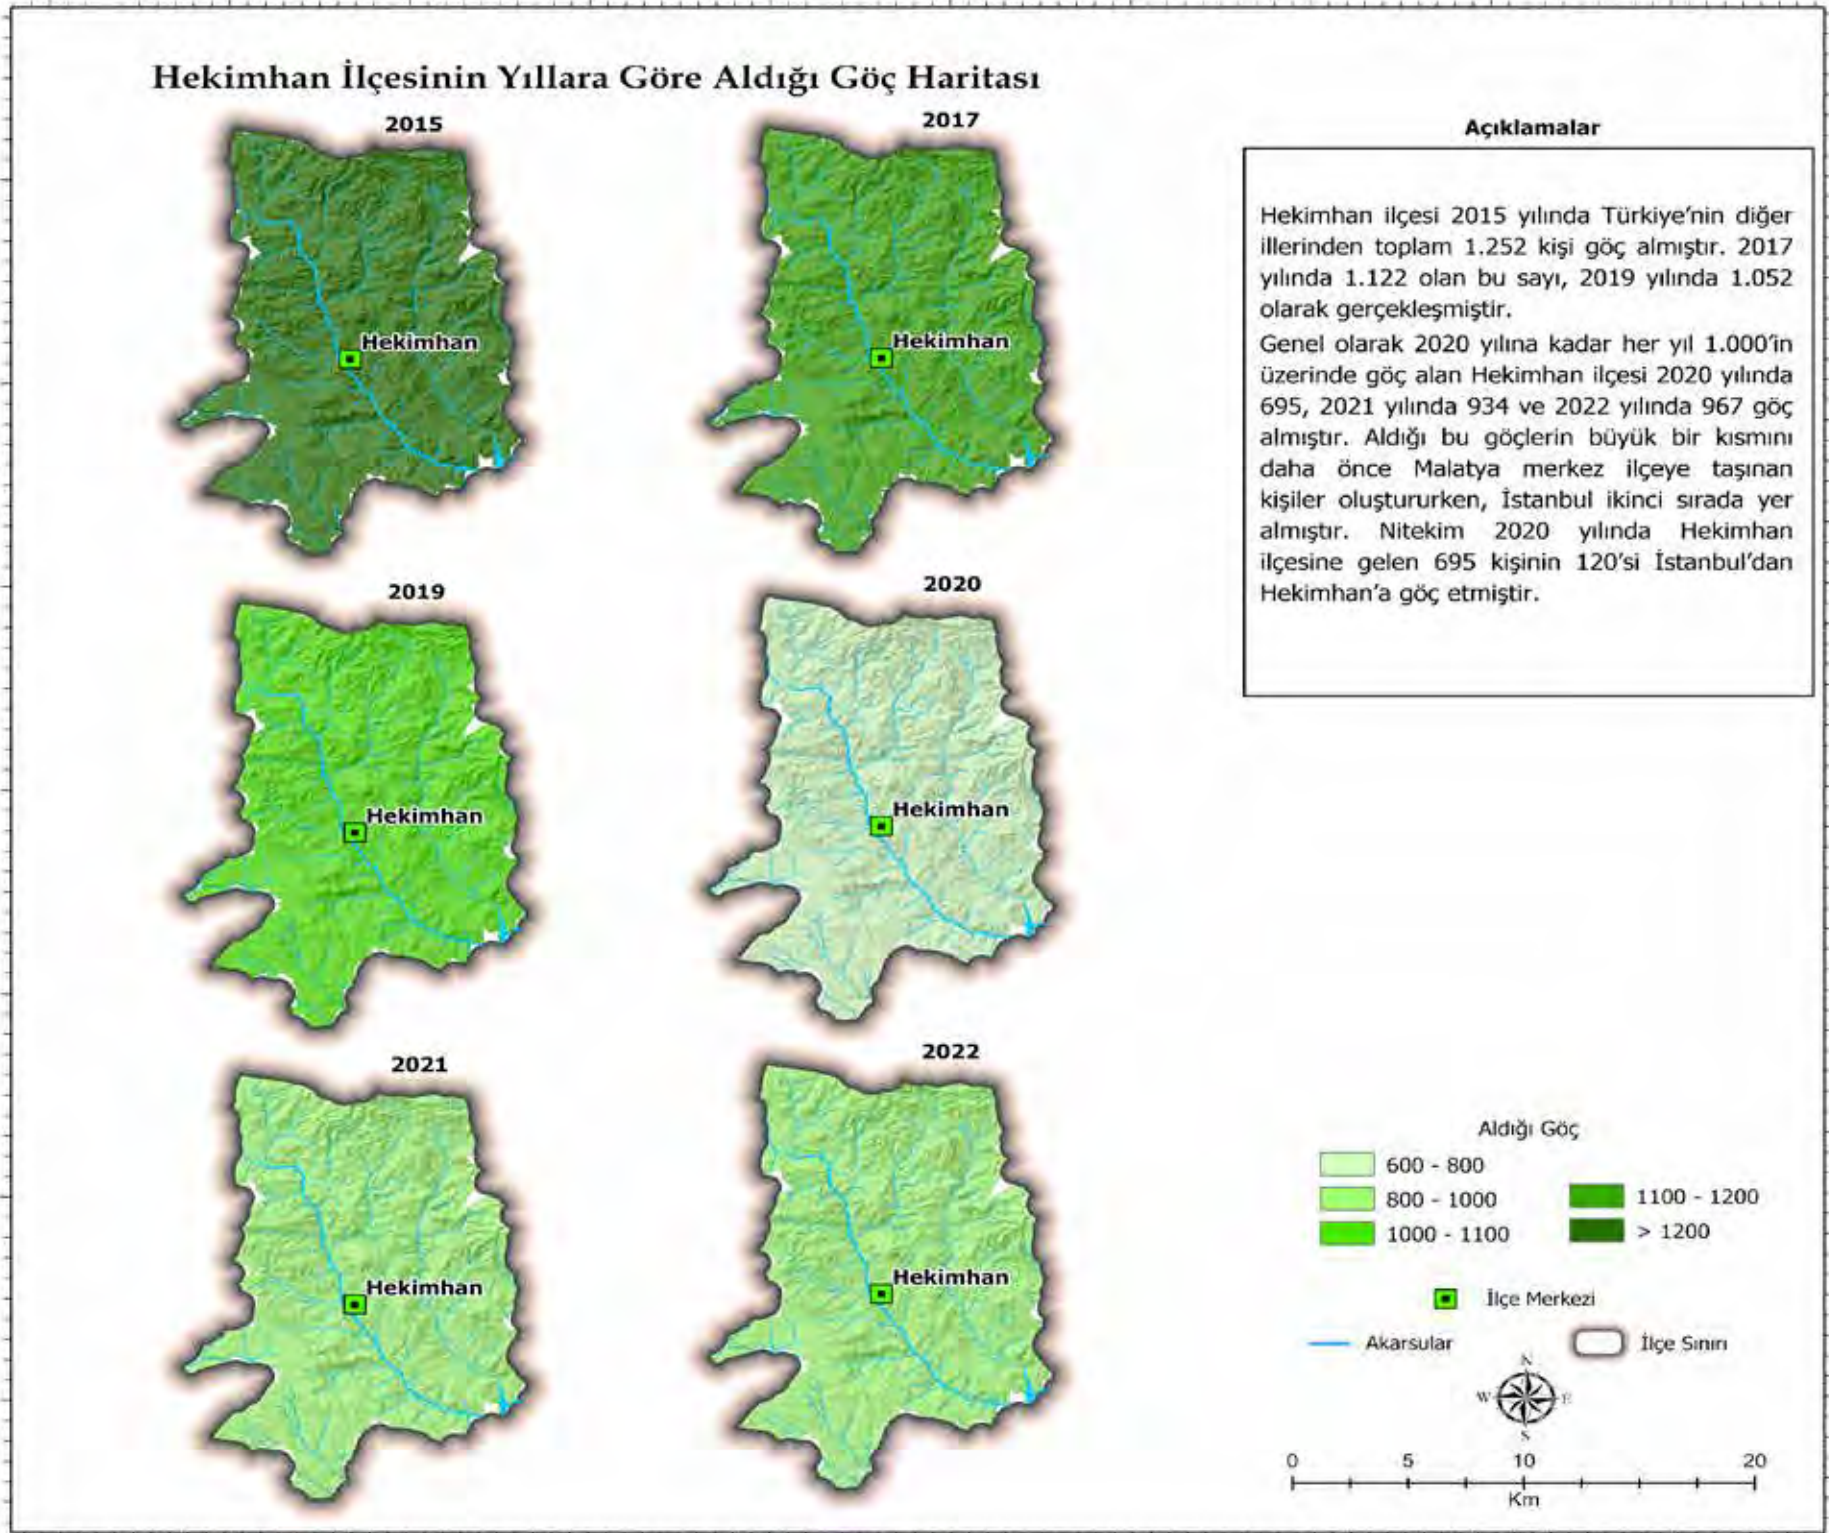 Hekimhan İlçesinin Yıllara Göre Aldığı Göç Haritası
2015
Hekimhan
2017
Hekimhan
2019
Hekimhan
2020
Hekimhan
2021
Hekimhan
2022
Hekimhan
Açıklamalar
Hekimhan ilçesi 2015 yılında Türkiye'nin diğer
illerinden toplam 1.252 kişi göç almıştır. 2017
yılında 1.122 olan bu sayı, 2019 yılında 1.052
olarak gerçekleşmiştir.
Genel olarak 2020 yılına kadar her yıl 1.000'in
üzerinde göç alan Hekimhan ilçesi 2020 yılında
695, 2021 yılında 934 ve 2022 yılında 967 göç
almıştır. Aldığı bu göçlerin büyük bir kısmını
daha önce Malatya merkez ilçeye taşınan
kişiler oluştururken, İstanbul ikinci sırada yer
almıştır. Nitekim 2020 yılında Hekimhan
ilçesine gelen 695 kişinin 120'si İstanbul'dan
Hekimhan'a göç etmiştir.
Aldığı Göç
600 - 800
800 - 1000
1000 - 1100
1100 - 1200
> 1200
İlçe Merkezi
Akarsular
İlçe Sınırı
N
W E
S
0 5 10 20
Km